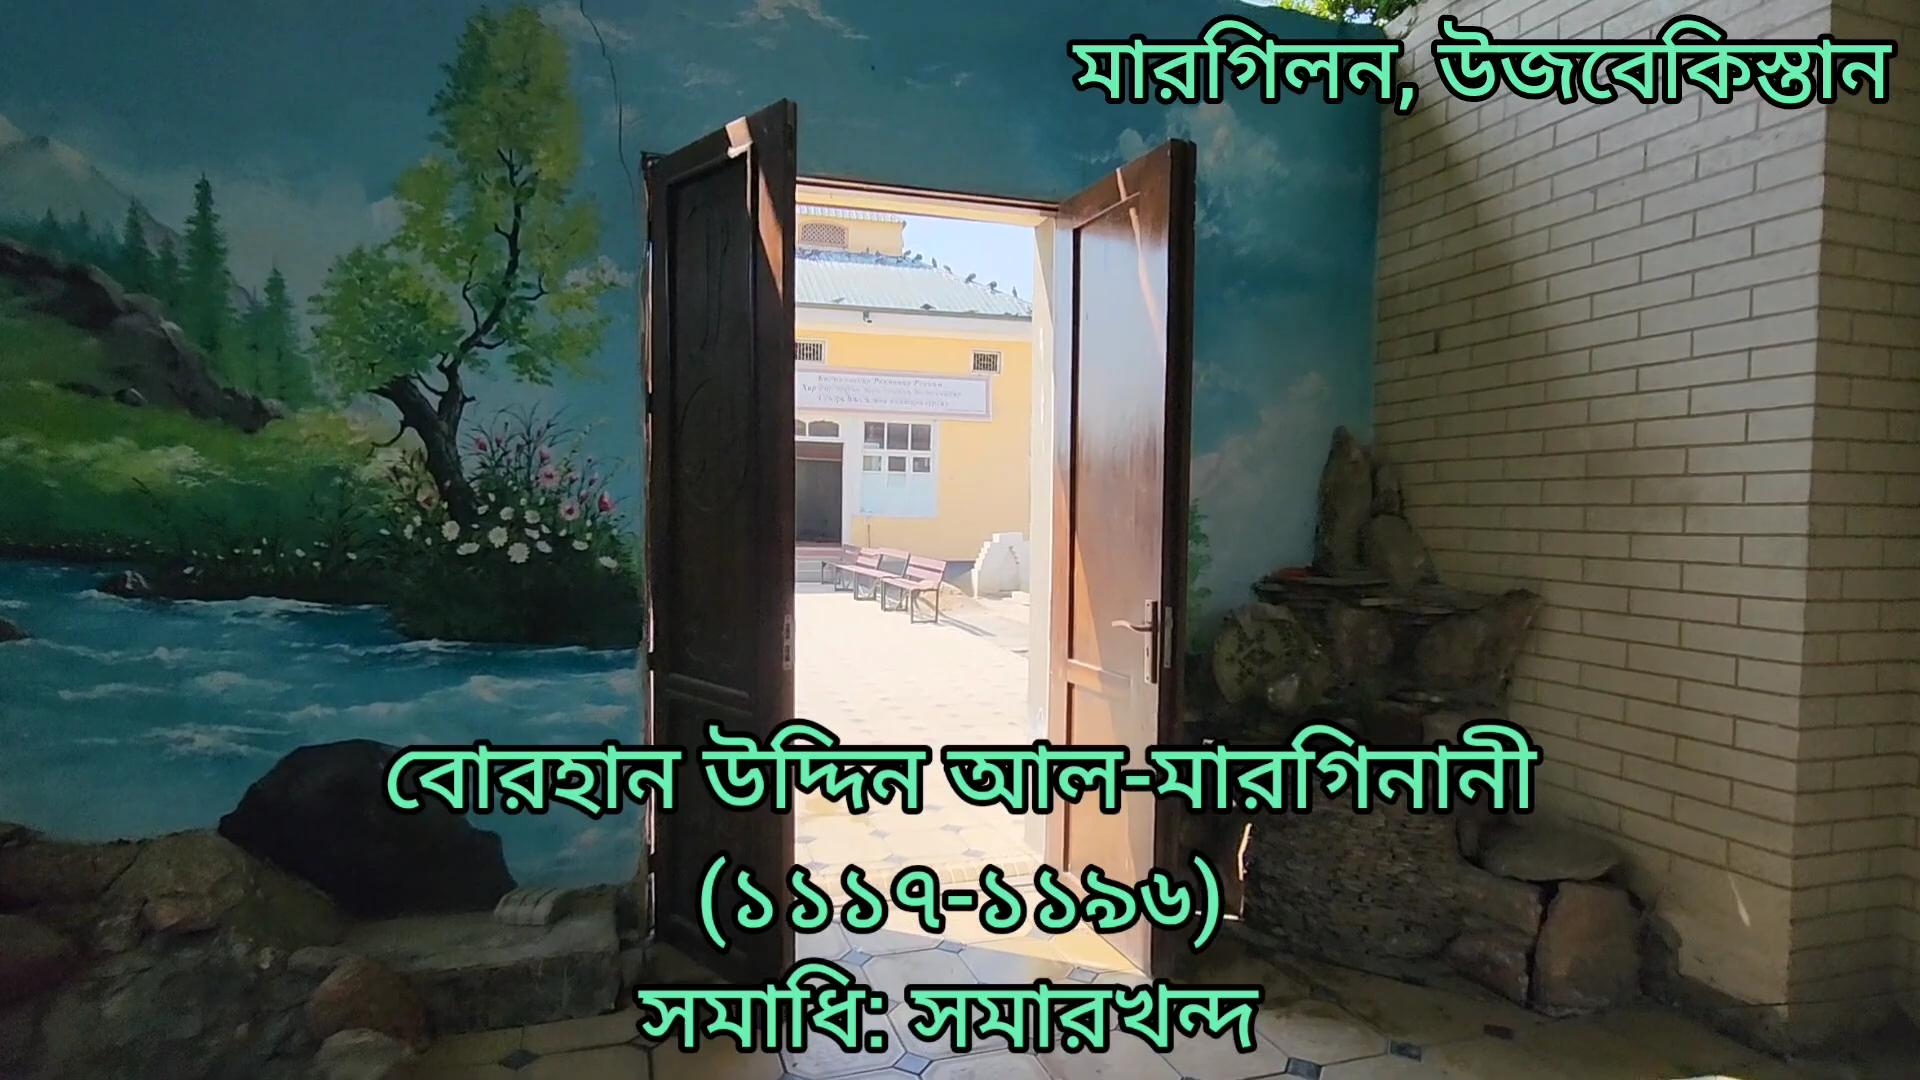 মারগিলন, উজবেকিস্তান
বোরহান উদ্দিন আল-মারগিনানী
(১১১৭-১১৯৬)
সমাধি: সমারখন্দ